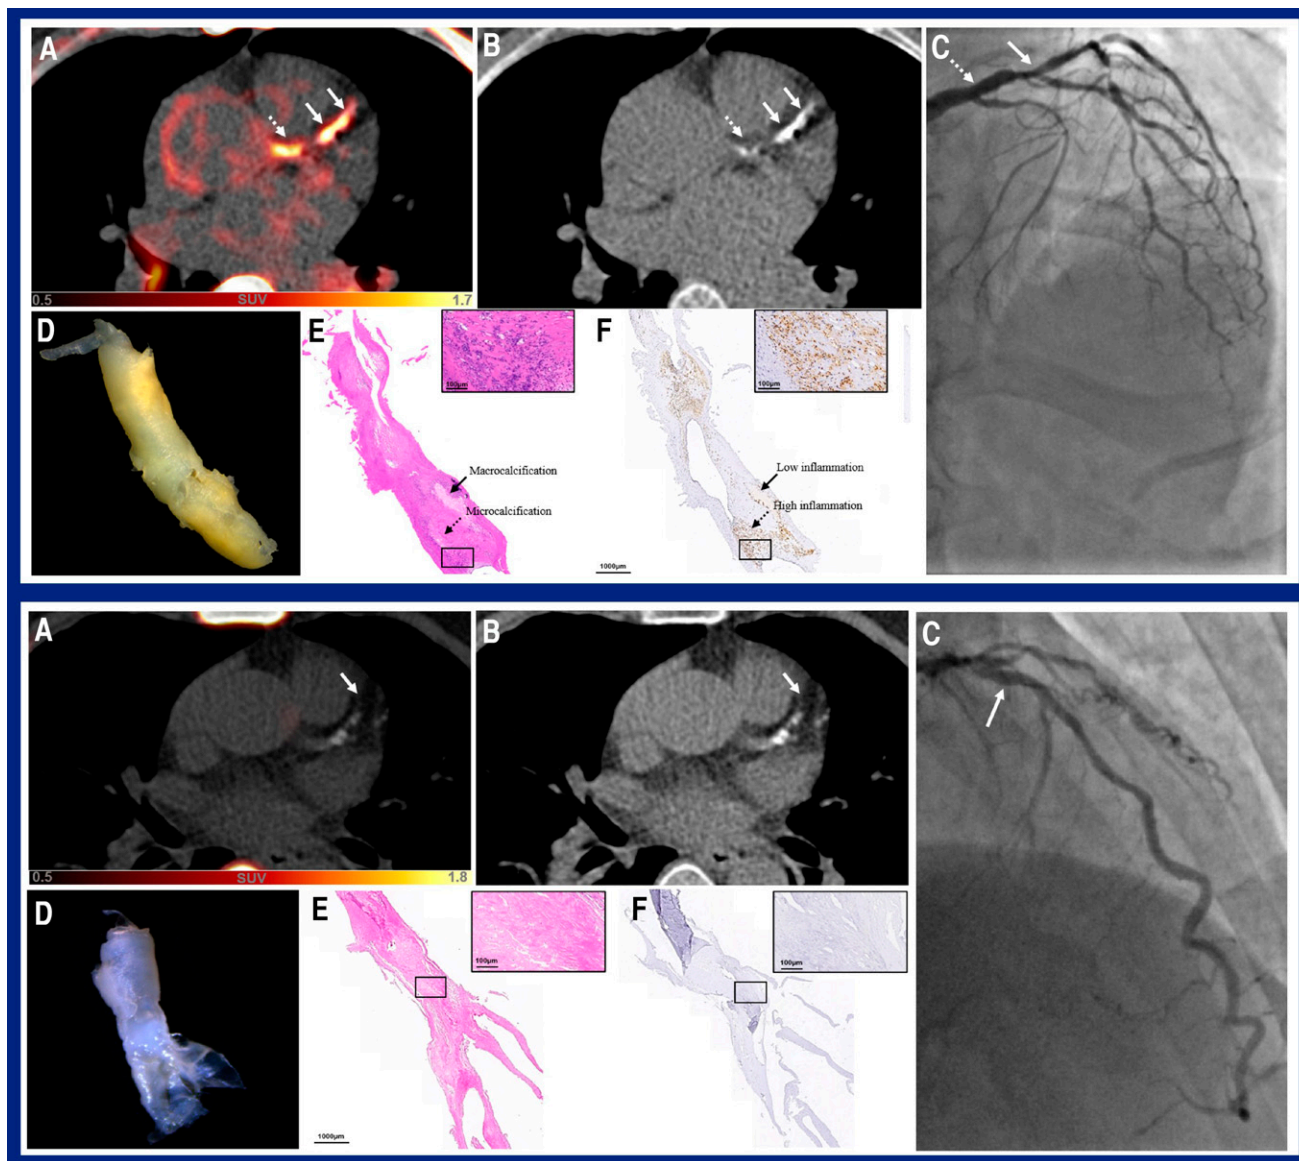 A
B
C
0.5 SUV 1.7
D
E
100µm
Macrocalcification
Microcalcification
F
100µm
Low inflammation
High inflammation
1000µm
A
B
C
0.5 SUV 1.8
D
E
100µm
1000µm
F
100µm